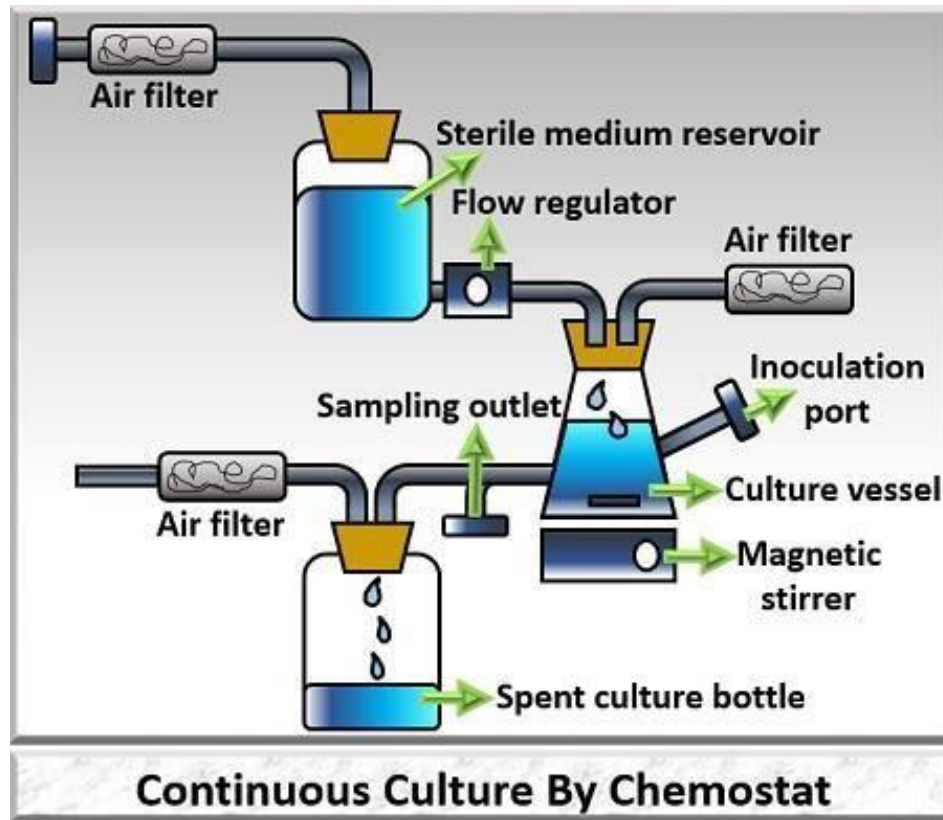 Air filter
Sterile medium reservoir
Flow regulator
Air filter
Inoculation
port
Sampling outlet
Culture vessel
Air filter
Magnetic
stirrer
Spent culture bottle
Continuous Culture By Chemostat